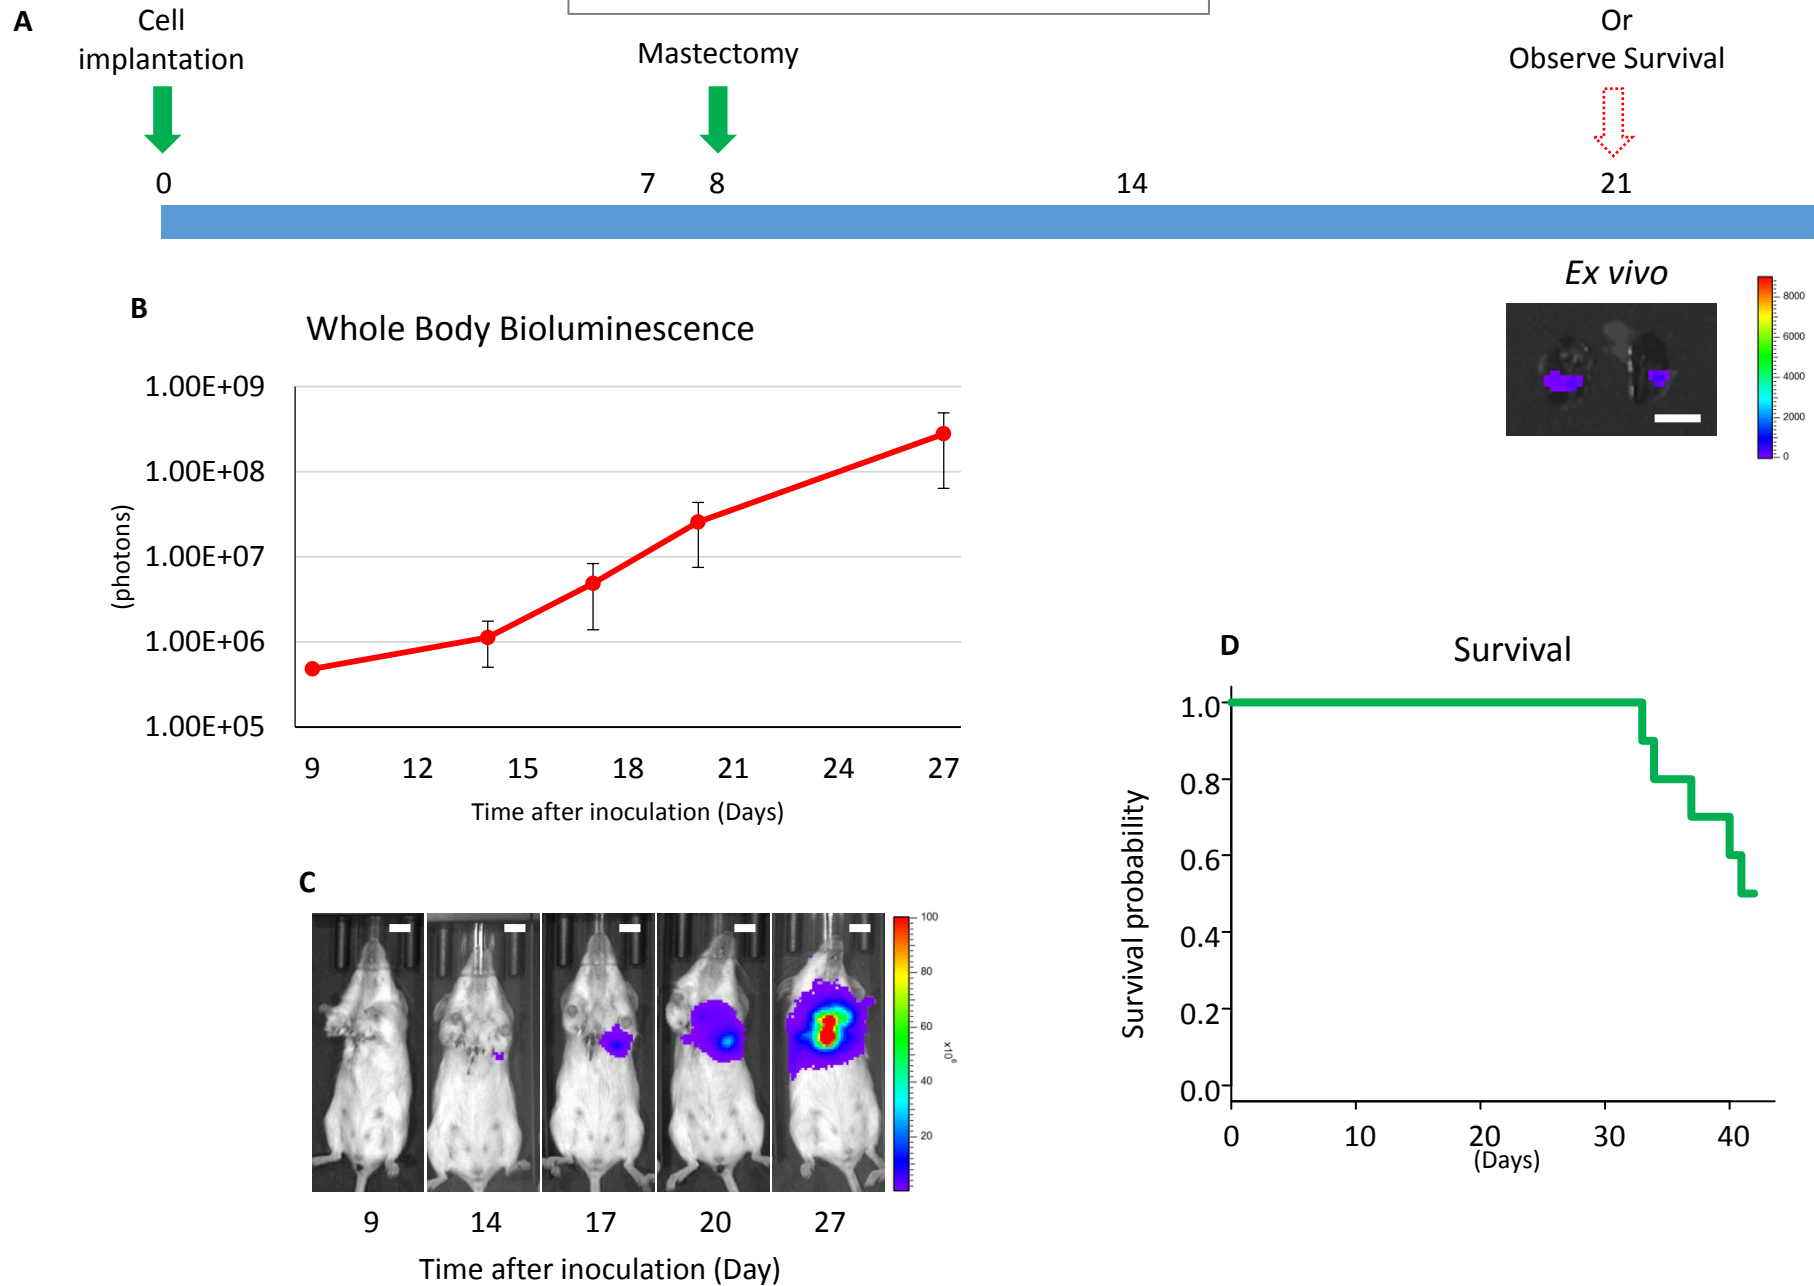 A
Cell
implantation
Mastectomy
Or
Observe Survival
0
7
8
14
21
Ex vivo
8000
6000
4000
2000
0
B
Whole Body Bioluminescence
1.00E+09
1.00E+08
1.00E+07
1.00E+06
1.00E+05
(photons)
9 12 15 18 21 24 27
Time after inoculation (Days)
C
100
80
60
40
20
x10⁶
9 14 17 20 27
Time after inoculation (Day)
D
Survival
Survival probability
1.0
0.8
0.6
0.4
0.2
0.0
0 10 20 30 40
(Days)